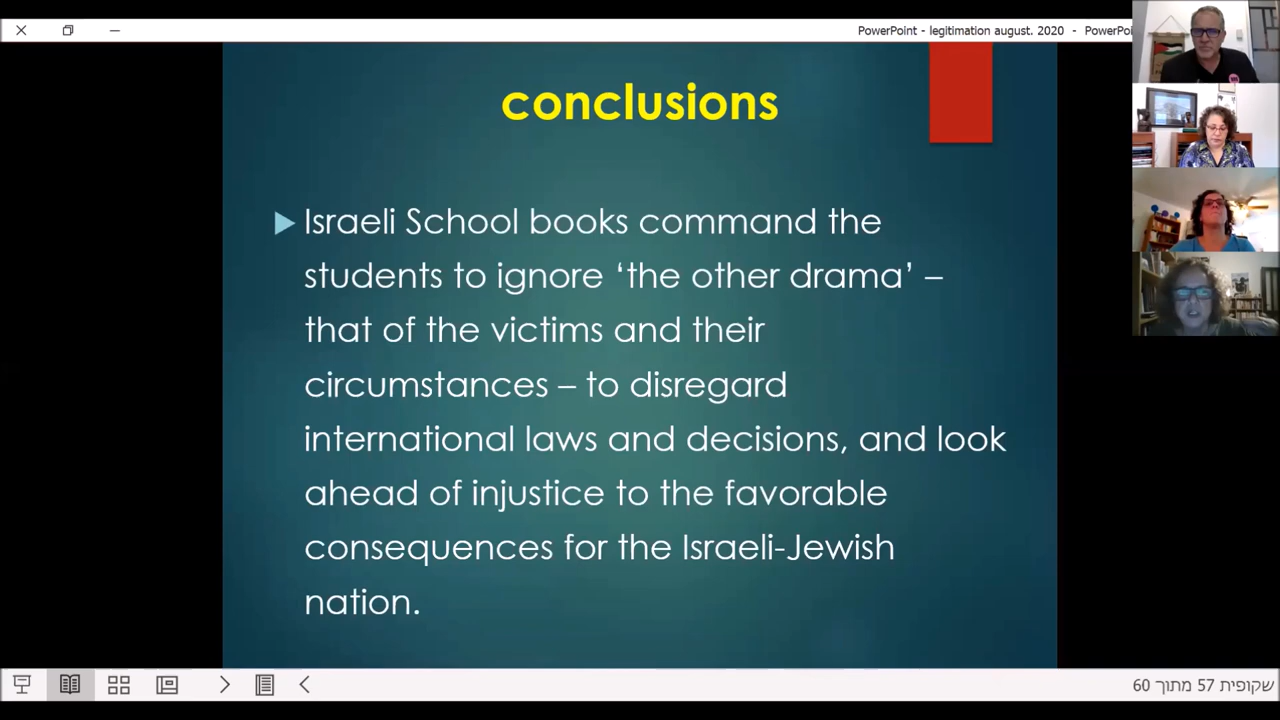 PowerPoint - legitimation august. 2020 - PowerPoi
conclusions
Israeli School books command the
students to ignore ‘the other drama’ –
that of the victims and their
circumstances – to disregard
international laws and decisions, and look
ahead of injustice to the favorable
consequences for the Israeli-Jewish
nation.
שקופית 57 מתוך 60